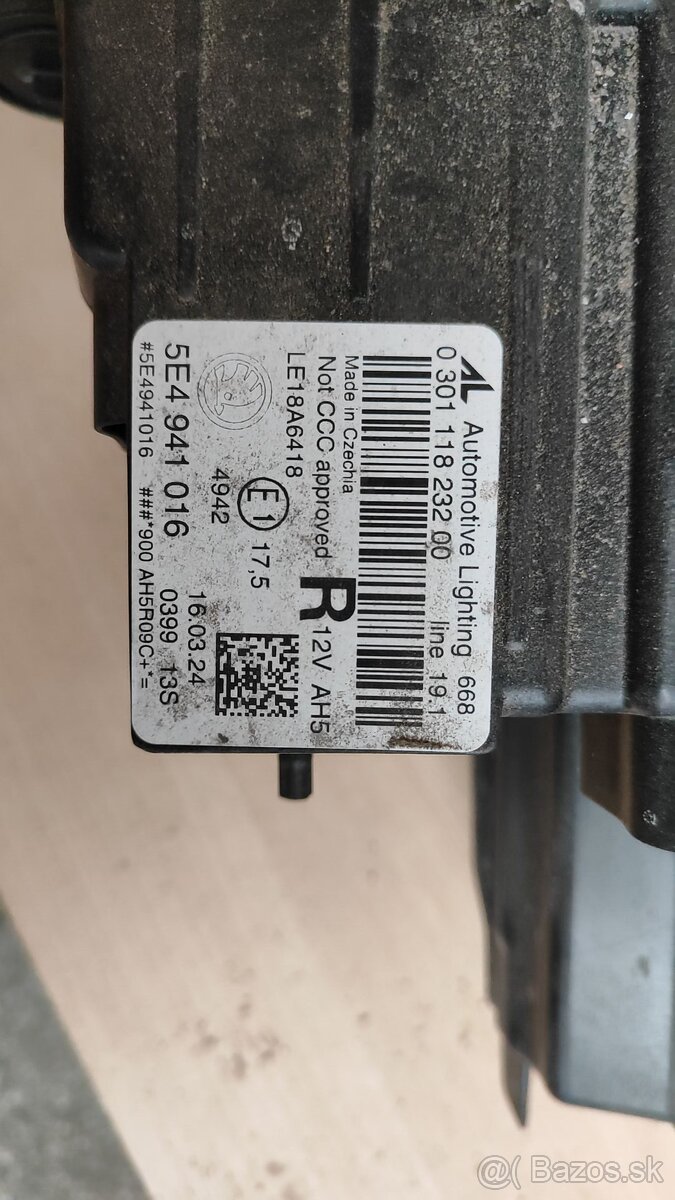 AL Automotive Lighting 668
0 301 118 232 00 line 19.1
Made in Czechia
Not CCC approved
R 12V AH5
LE18A6418
E1 17,5
4942
16.03.24
5E4 941 016
0399 13S
#5E4941016 ###*900 AH5R09C+*=
@( Bazos.sk